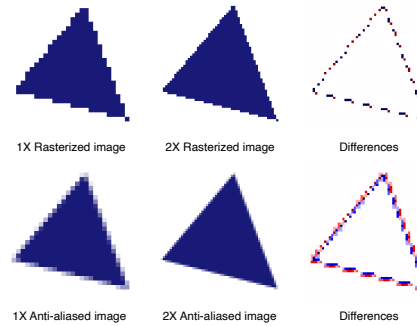 1X Rasterized image 2X Rasterized image Differences
1X Anti-aliased image 2X Anti-aliased image Differences